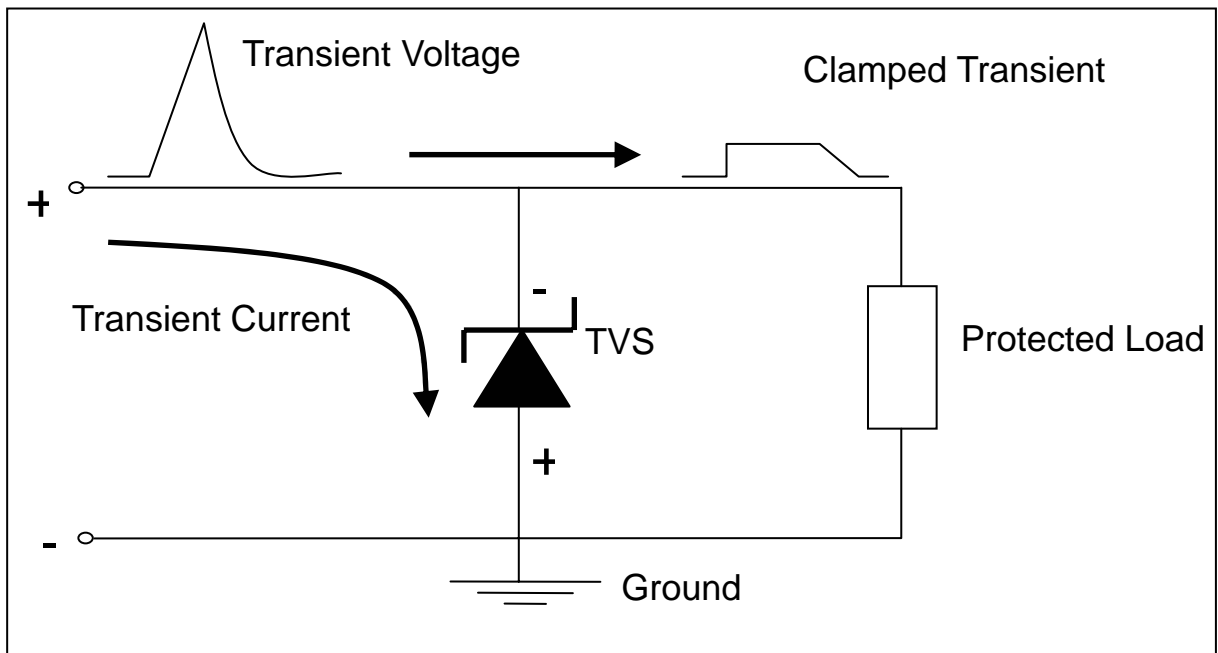 Transient Voltage
Clamped Transient
+
-
Transient Current
TVS
Protected Load
+
-
Ground